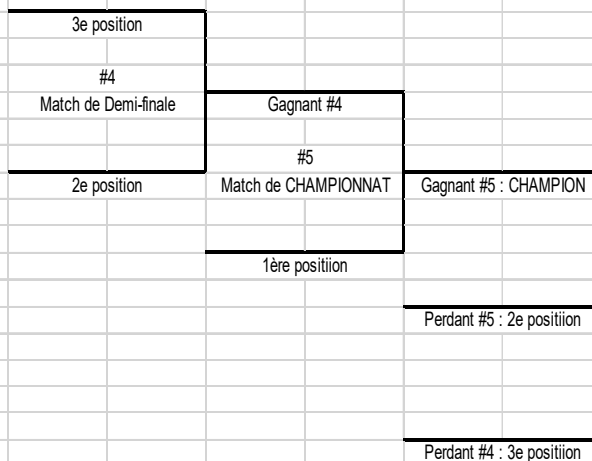 3e position
#4
Match de Demi-finale
Gagnant #4
#5
2e position
Match de CHAMPIONNAT
Gagnant #5 : CHAMPION
1ère positiion
Perdant #5 : 2e positiion
Perdant #4 : 3e positiion